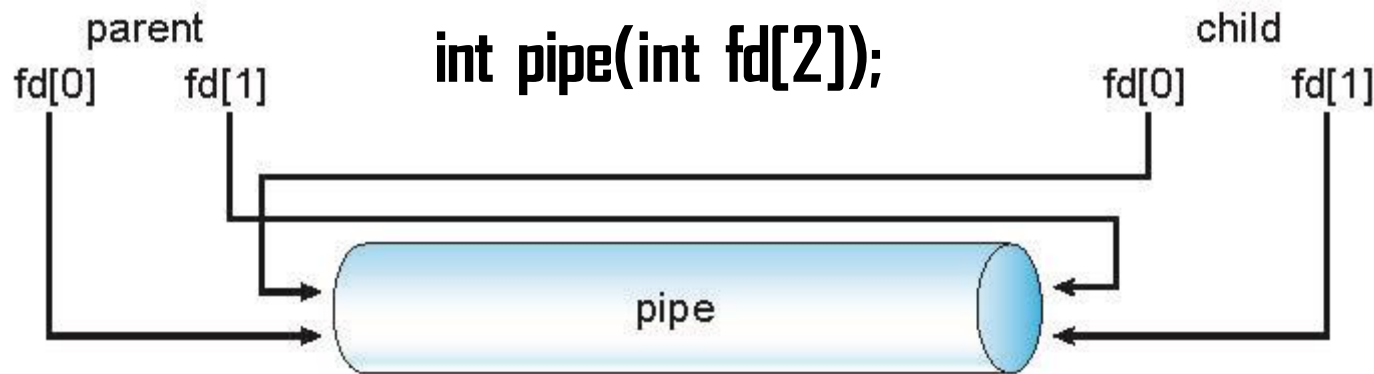 parent int pipe(int fd[2]); child
fd[0] fd[1] fd[0] fd[1]
pipe